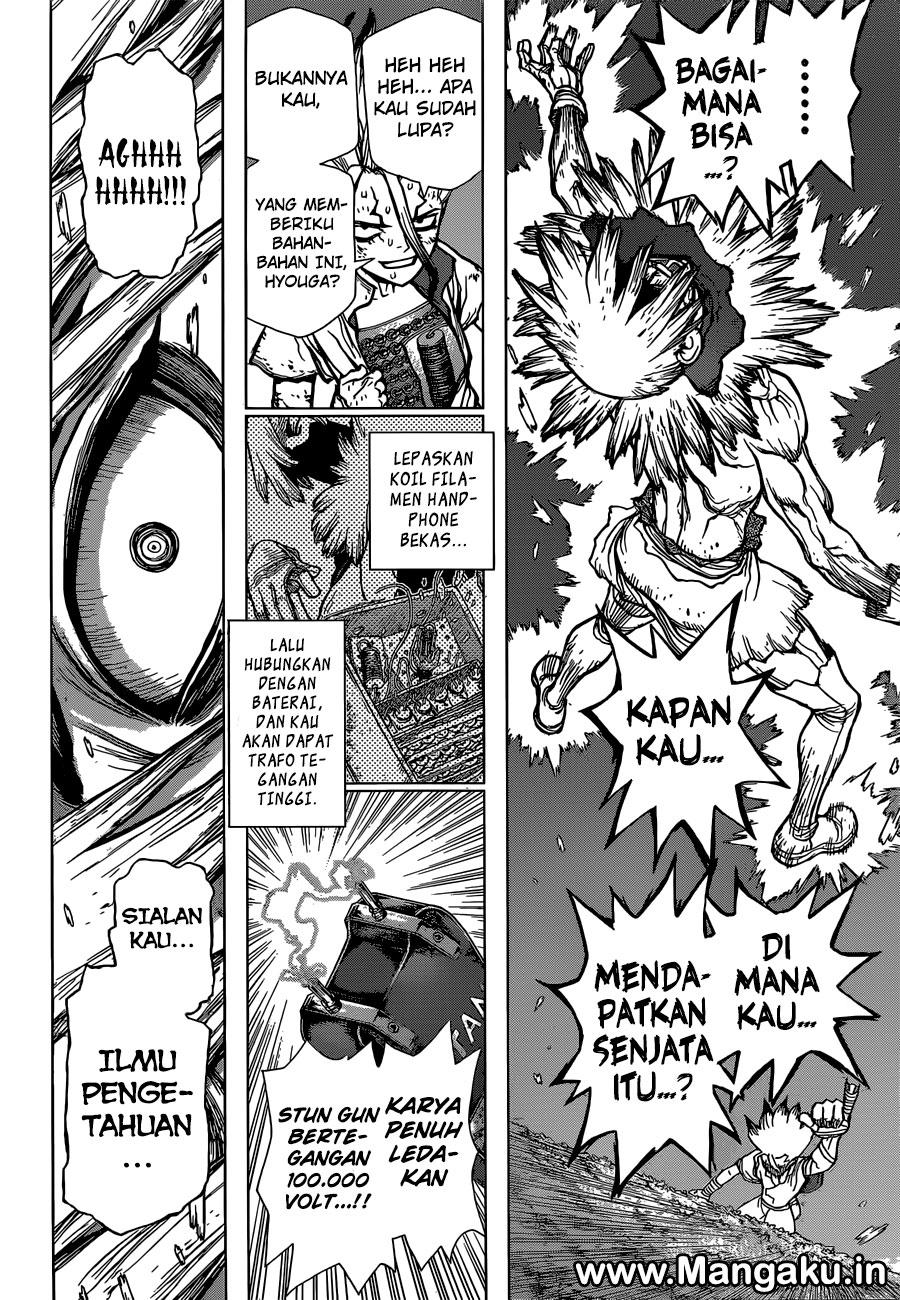 ......
BAGAI-
MANA
BISA
...?
KAPAN
KAU...
DI
MANA
KAU...
MENDA-
PATKAN
SENJATA
ITU...?
HEH HEH
HEH... APA
KAU SUDAH
LUPA?
BUKANNYA
KAU,
YANG MEM-
BERIKU
BAHAN-
BAHAN INI,
HYOUGA?
LEPASKAN
KOIL FILA-
MEN HAND-
PHONE
BEKAS...
LALU
HUBUNGKAN
DENGAN
BATERAI,
DAN KAU
AKAN DAPAT
TRAFO TE-
GANGAN
TINGGI.
KARYA
PENUH
LEDA-
KAN
STUN GUN
BERTE-
GANGAN
100.000
VOLT...!!
AGHHH
HHHH!!!
SIALAN
KAU...
ILMU
PENGE-
TAHUAN
...
www.Mangaku.in